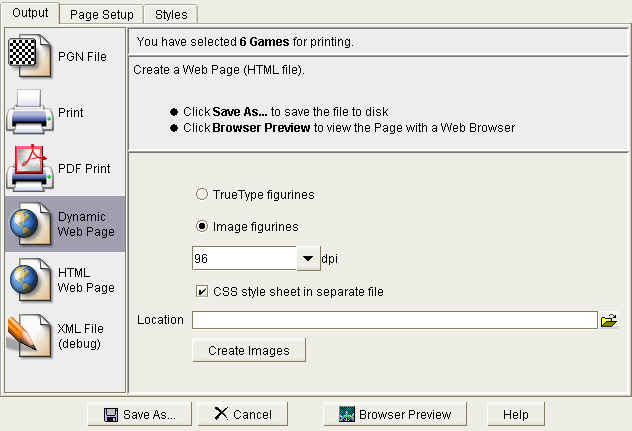 Output Page Setup Styles
PGN File
Print
PDF Print
Dynamic
Web Page
HTML
Web Page
XML File
(debug)
You have selected 6 Games for printing.
Create a Web Page (HTML file).
Click Save As... to save the file to disk
Click Browser Preview to view the Page with a Web Browser
TrueType figurines
Image figurines
96 dpi
CSS style sheet in separate file
Location
Create Images
Save As... Cancel Browser Preview Help